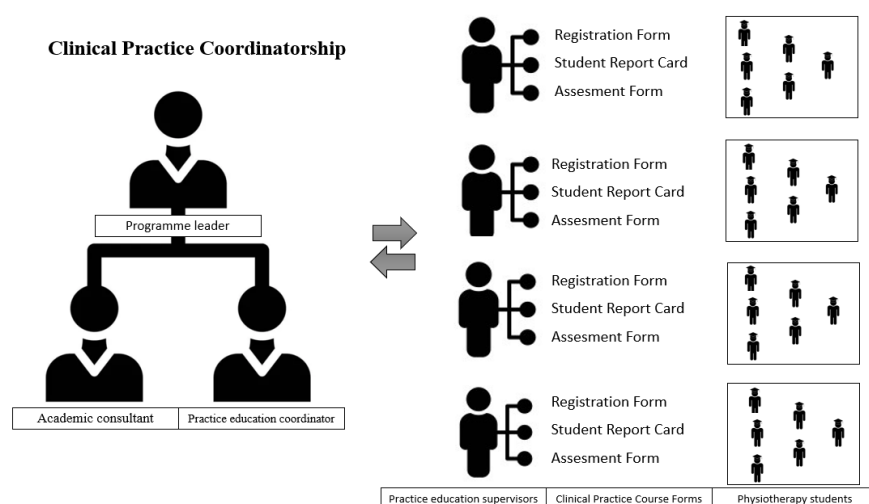 Clinical Practice Coordinatorship
Programme leader
Academic consultant
Practice education coordinator
Registration Form
Student Report Card
Assesment Form
Registration Form
Student Report Card
Assesment Form
Registration Form
Student Report Card
Assesment Form
Registration Form
Student Report Card
Assesment Form
Practice education supervisors
Clinical Practice Course Forms
Physiotherapy students